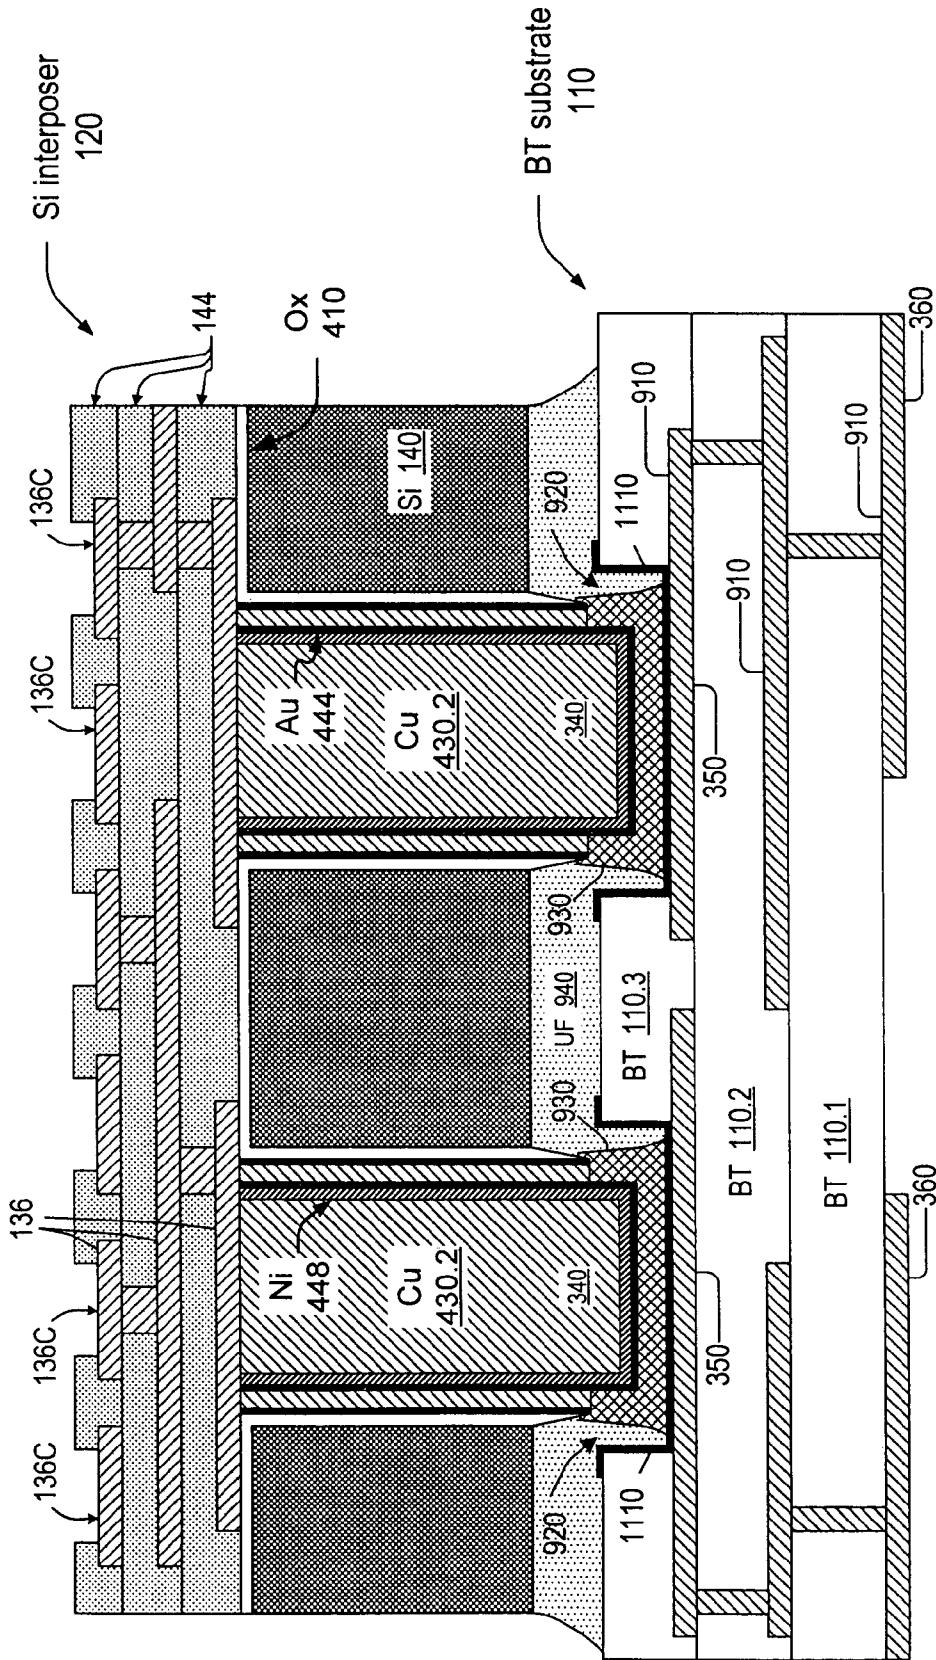 Si interposer
120
BT substrate
110
144
Ox
410
136C
136C
136
136C
136C
Si 140
920
1110
910
910
910
360
Au
444
Cu
430.2
340
350
930
UF 940
BT 110.3
930
BT 110.2
BT 110.1
Ni
448
Cu
430.2
340
350
360
920
1110